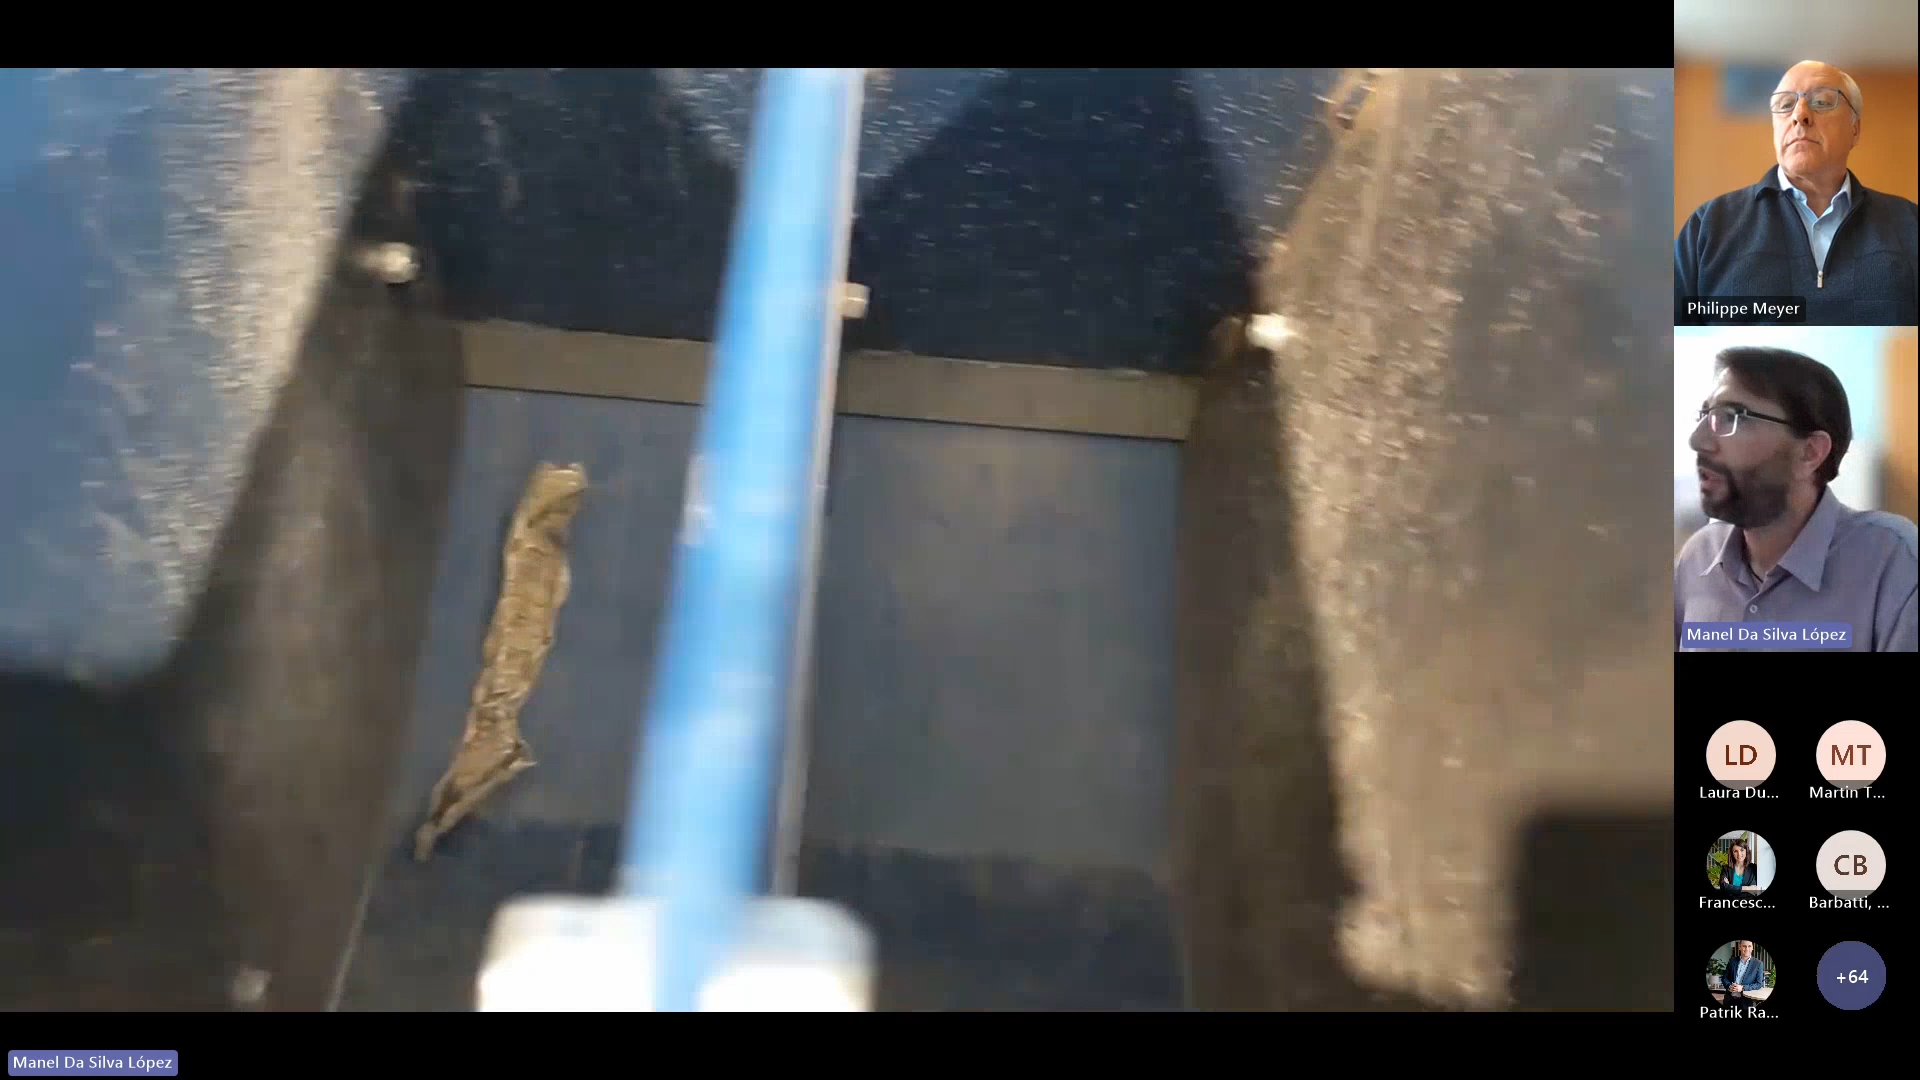 Philippe Meyer
Manel Da Silva López
LD
MT
Laura Du...
Martin T...
CB
Francesc...
Barbatti, ...
+64
Patrik Ra...
Manel Da Silva López